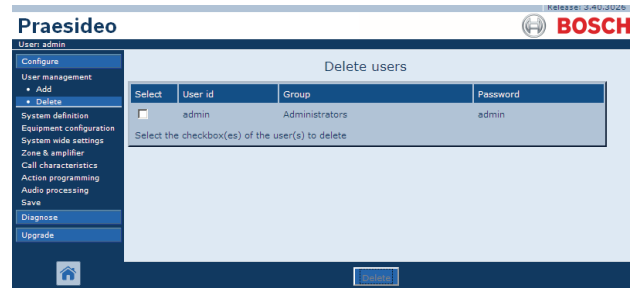 Release: 3.40.3026
Praesideo
BOSCH
User: admin
Configure
User management
• Add
• Delete
System definition
Equipment configuration
System wide settings
Zone & amplifier
Call characteristics
Action programming
Audio processing
Save
Diagnose
Upgrade
Delete users
Select User id Group Password
admin Administrators admin
Select the checkbox(es) of the user(s) to delete
Delete